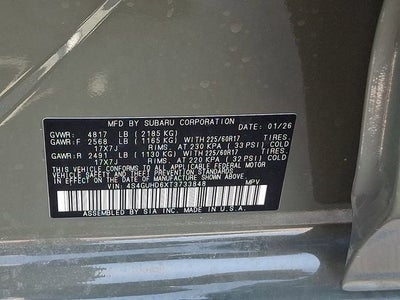 MFD BY SUBARU CORPORATION DATE: 01/26
GVWR: 4817 LB (2185 KG)
GAWR:F 2568 LB (1165 KG) WITH 225/60R17 TIRES.
17X7J RIMS. AT 230 KPA (33 PSI) COLD
GAWR:R 2491 LB (1130 KG) WITH 225/60R17 TIRES.
17X7J RIMS. AT 220 KPA (32 PSI) COLD
THIS VEHICLE CONFORMS TO ALL APPLICABLE FEDERAL MOTOR
VEHICLE SAFETY AND THEFT PREVENTION STANDARDS
IN EFFECT ON THE DATE OF MANUFACTURE SHOWN ABOVE.
VIN: 4S4GUHD6XT3733848 MPV
ASSEMBLED BY SIA INC. MADE IN U.S.A.